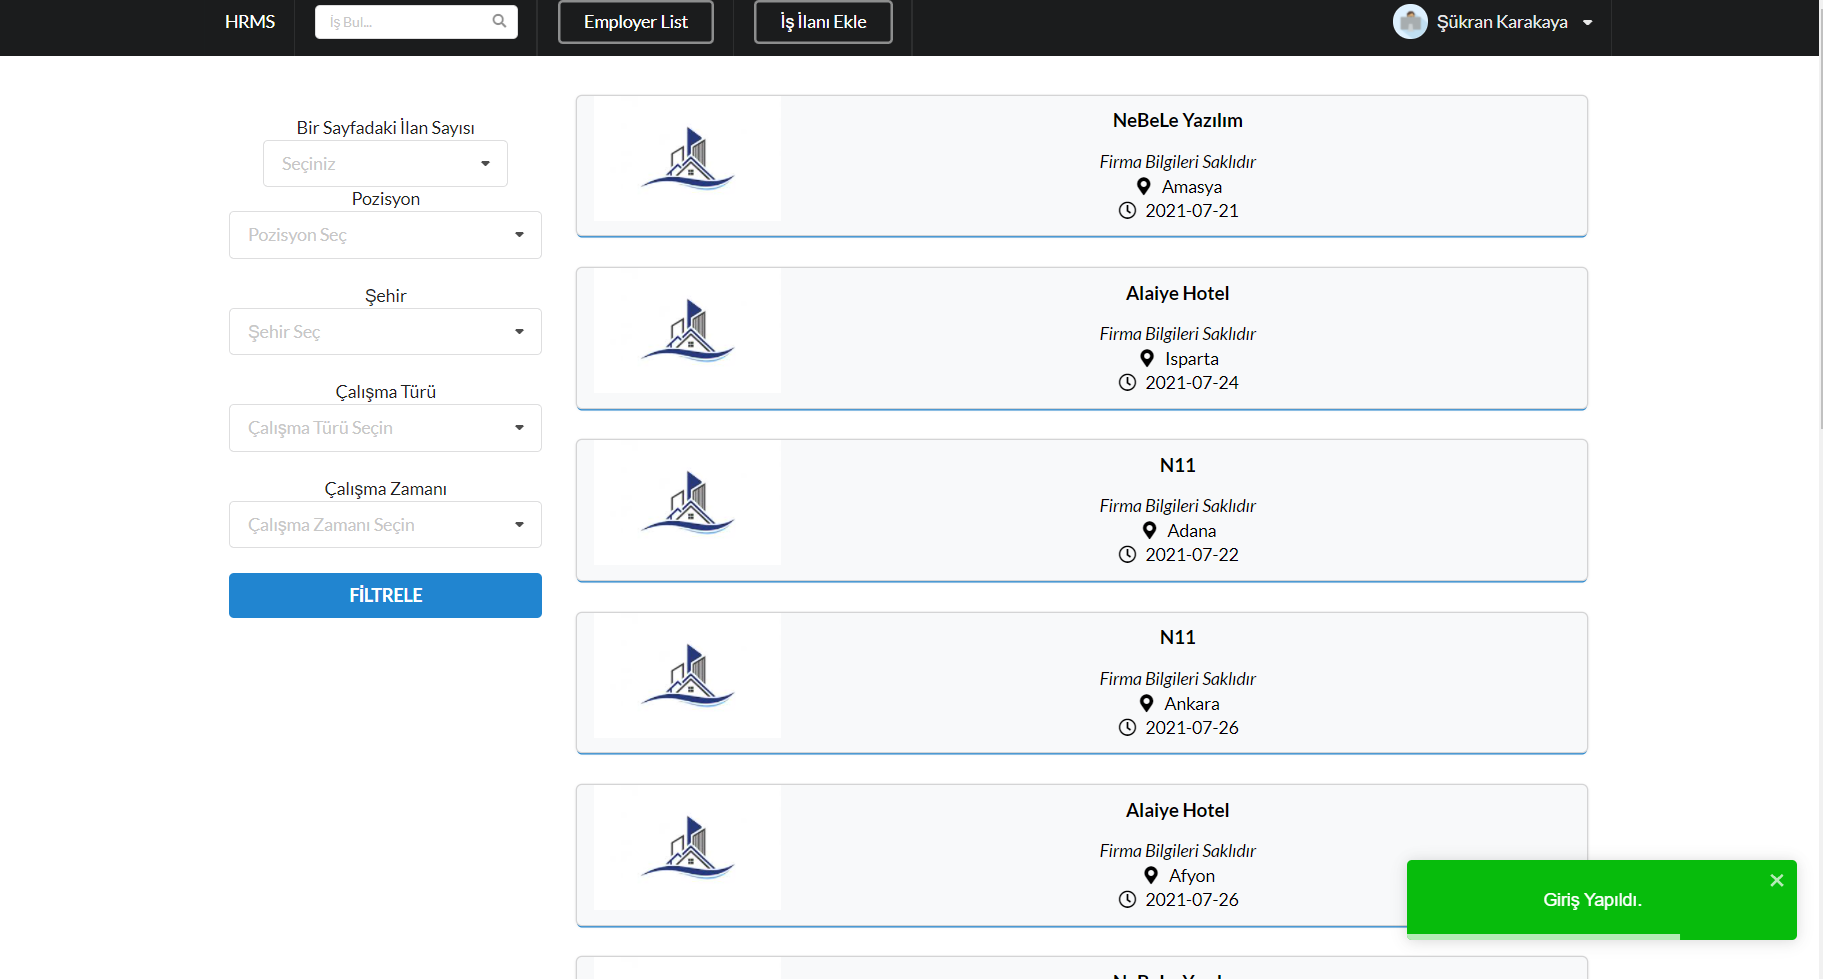 HRMS
İş Bul...
Employer List
İş İlanı Ekle
Şükran Karakaya
Bir Sayfadaki İlan Sayısı
Seçiniz
Pozisyon
Pozisyon Seç
Şehir
Şehir Seç
Çalışma Türü
Çalışma Türü Seçin
Çalışma Zamanı
Çalışma Zamanı Seçin
FİLTRELE
NeBeLe Yazılım
Firma Bilgileri Saklıdır
Amasya
2021-07-21
Alaiye Hotel
Firma Bilgileri Saklıdır
Isparta
2021-07-24
N11
Firma Bilgileri Saklıdır
Adana
2021-07-22
N11
Firma Bilgileri Saklıdır
Ankara
2021-07-26
Alaiye Hotel
Firma Bilgileri Saklıdır
Afyon
2021-07-26
Giriş Yapıldı.